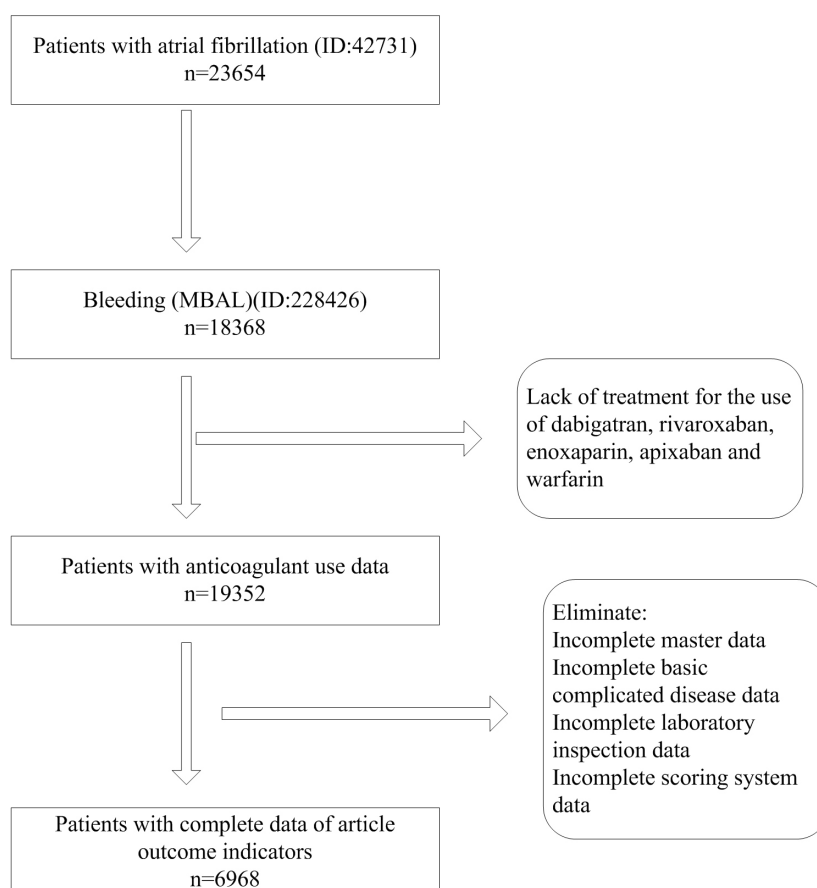 Patients with atrial fibrillation (ID:42731)
n=23654
Bleeding (MBAL)(ID:228426)
n=18368
Lack of treatment for the use
of dabigatran, rivaroxaban,
enoxaparin, apixaban and
warfarin
Patients with anticoagulant use data
n=19352
Eliminate:
Incomplete master data
Incomplete basic
complicated disease data
Incomplete laboratory
inspection data
Incomplete scoring system
data
Patients with complete data of article
outcome indicators
n=6968